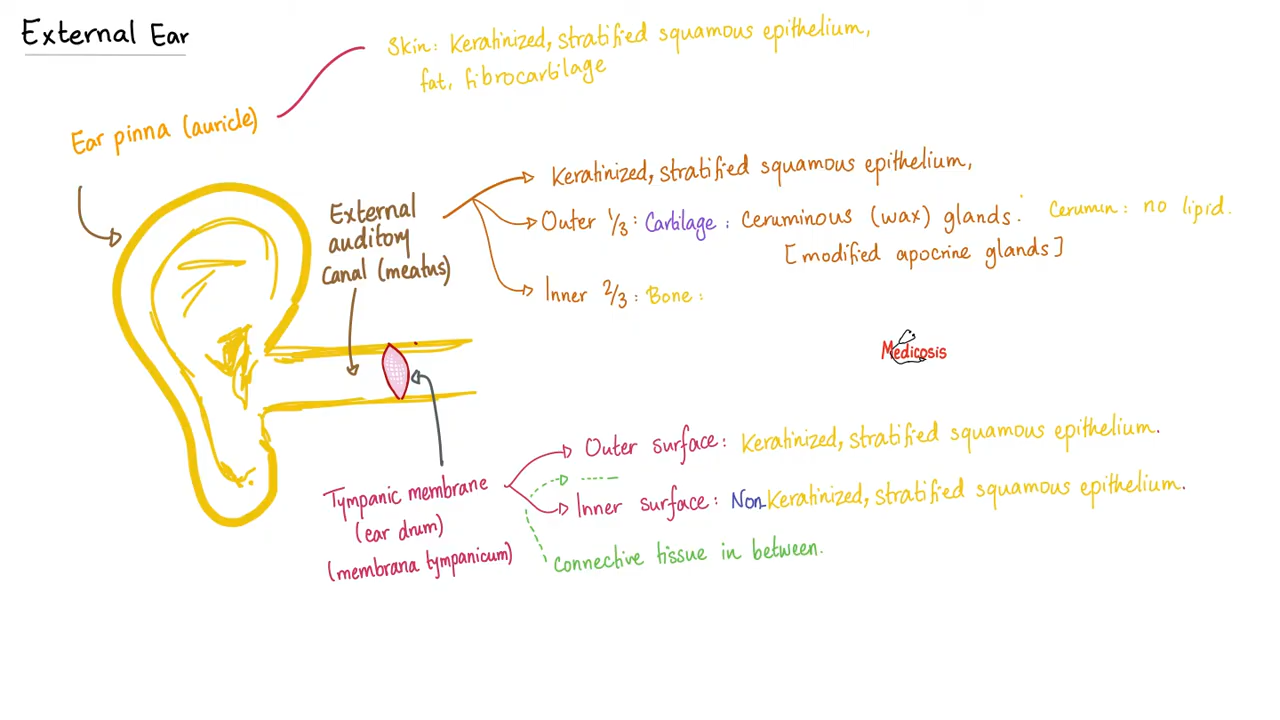 External Ear
Skin: Keratinized, stratified squamous epithelium,
fat, fibrocartilage
Ear pinna (auricle)
External
auditory
Canal (meatus)
Keratinized, stratified squamous epithelium,
Outer 1/3: Cartilage: Ceruminous (wax) glands. Cerumin: no lipid.
[modified apocrine glands]
Inner 2/3: Bone:
Medicosis
Tympanic membrane
(ear drum)
(membrana tympanicum)
Outer surface: Keratinized, stratified squamous epithelium.
Inner surface: Non-Keratinized, stratified squamous epithelium.
Connective tissue in between.